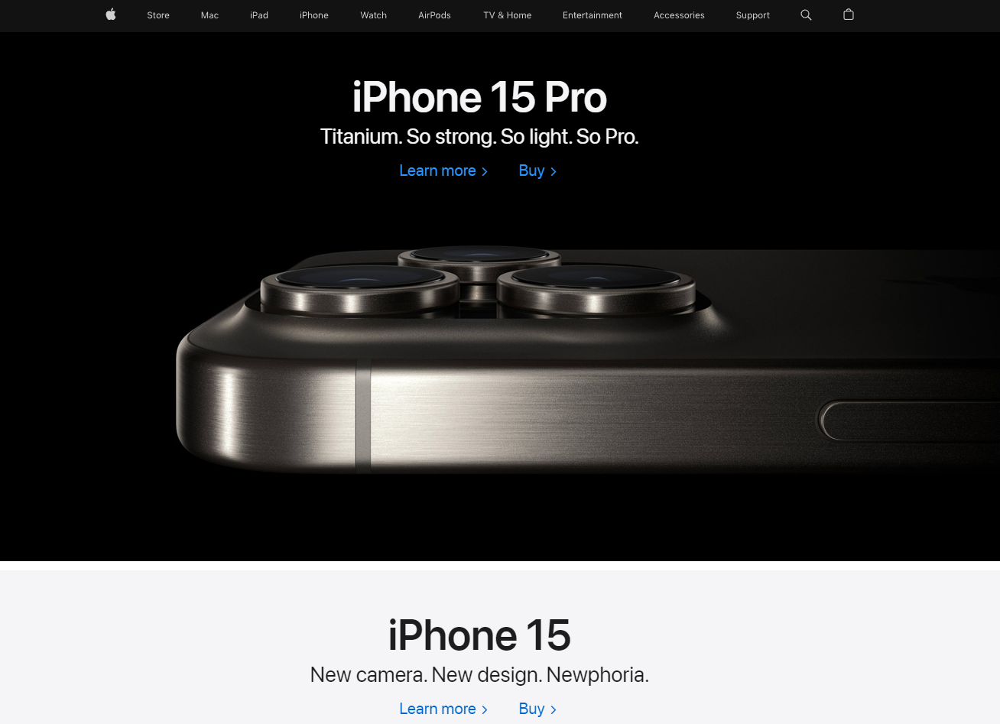 Store Mac iPad iPhone Watch AirPods TV & Home Entertainment Accessories Support
iPhone 15 Pro
Titanium. So strong. So light. So Pro.
Learn more > Buy >
iPhone 15
New camera. New design. Newphoria.
Learn more > Buy >